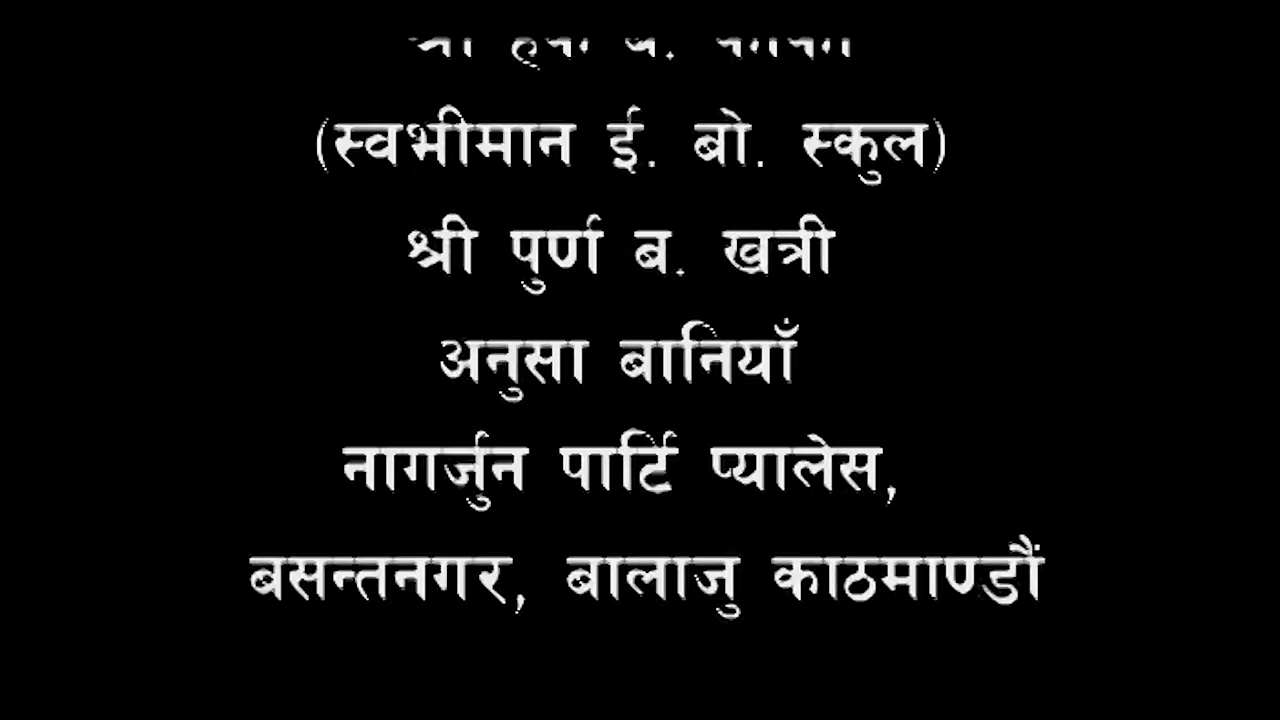 श्री ब.
(स्वभीमान ई. बो. स्कुल)
श्री पुर्ण ब. खत्री
अनुसा बानियाँ
नागर्जुन पार्टि प्यालेस,
बसन्तनगर, बालाजु काठमाण्डौं